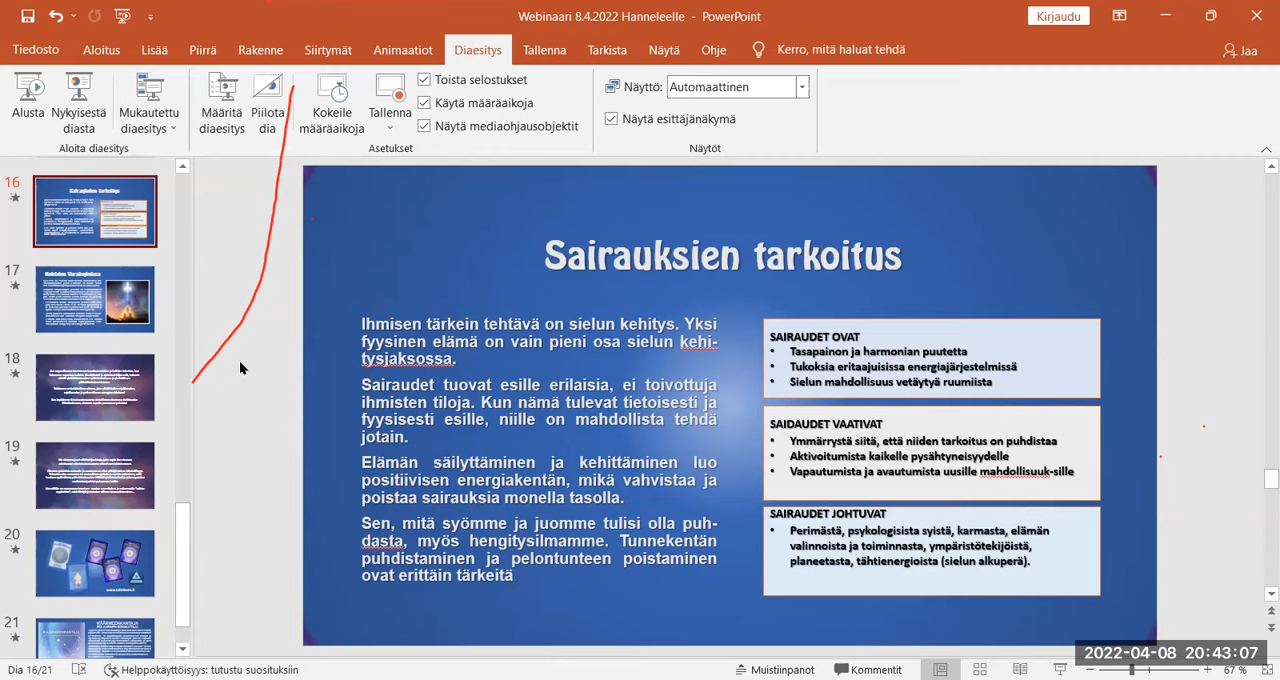 Webinaari 8.4.2022 Hanneleelle - PowerPoint
Kirjaudu
Tiedosto Aloitus Lisää Piirrä Rakenne Siirtymät Animaatiot Diaesitys Tallenna Tarkista Näytä Ohje Kerro, mitä haluat tehdä Jaa
Alusta
Nykyisestä diasta
Mukautettu diaesitys
Aloita diaesitys
Määritä diaesitys
Piilota dia
Kokeile määräaikoja
Tallenna
Toista selostukset
Käytä määräaikoja
Näytä mediaohjausobjektit
Asetukset
Näyttö: Automaattinen
Näytä esittäjänäkymä
Näytöt
16
Sairauksien tarkoitus
17
18
19
20
21
Sairauksien tarkoitus
Ihmisen tärkein tehtävä on sielun kehitys. Yksi
fyysinen elämä on vain pieni osa sielun kehi-
tysjaksossa.
Sairaudet tuovat esille erilaisia, ei toivottuja
ihmisten tiloja. Kun nämä tulevat tietoisesti ja
fyysisesti esille, niille on mahdollista tehdä
jotain.
Elämän säilyttäminen ja kehittäminen luo
positiivisen energiakentän, mikä vahvistaa ja
poistaa sairauksia monella tasolla.
Sen, mitä syömme ja juomme tulisi olla puh-
dasta, myös hengitysilmamme. Tunnekentän
puhdistaminen ja pelontunteen poistaminen
ovat erittäin tärkeitä
SAIRAUDET OVAT
• Tasapainon ja harmonian puutetta
• Tukoksia eritaajuisissa energiajärjestelmissä
• Sielun mahdollisuus vetäytyä ruumiista
SAIDAUDET VAATIVAT
• Ymmärrystä siitä, että niiden tarkoitus on puhdistaa
• Aktivoitumista kaikelle pysähtyneisyydelle
• Vapautumista ja avautumista uusille mahdollisuuk-sille
SAIRAUDET JOHTUVAT
• Perimästä, psykologisista syistä, karmasta, elämän
valinnoista ja toiminnasta, ympäristötekijöistä,
planeetasta, tähtienergioista (sielun alkuperä).
2022-04-08 20:43:07
Dia 16/21
Helppokäyttöisyys: tutustu suosituksiin
Muistiinpanot
Kommentit
67 %